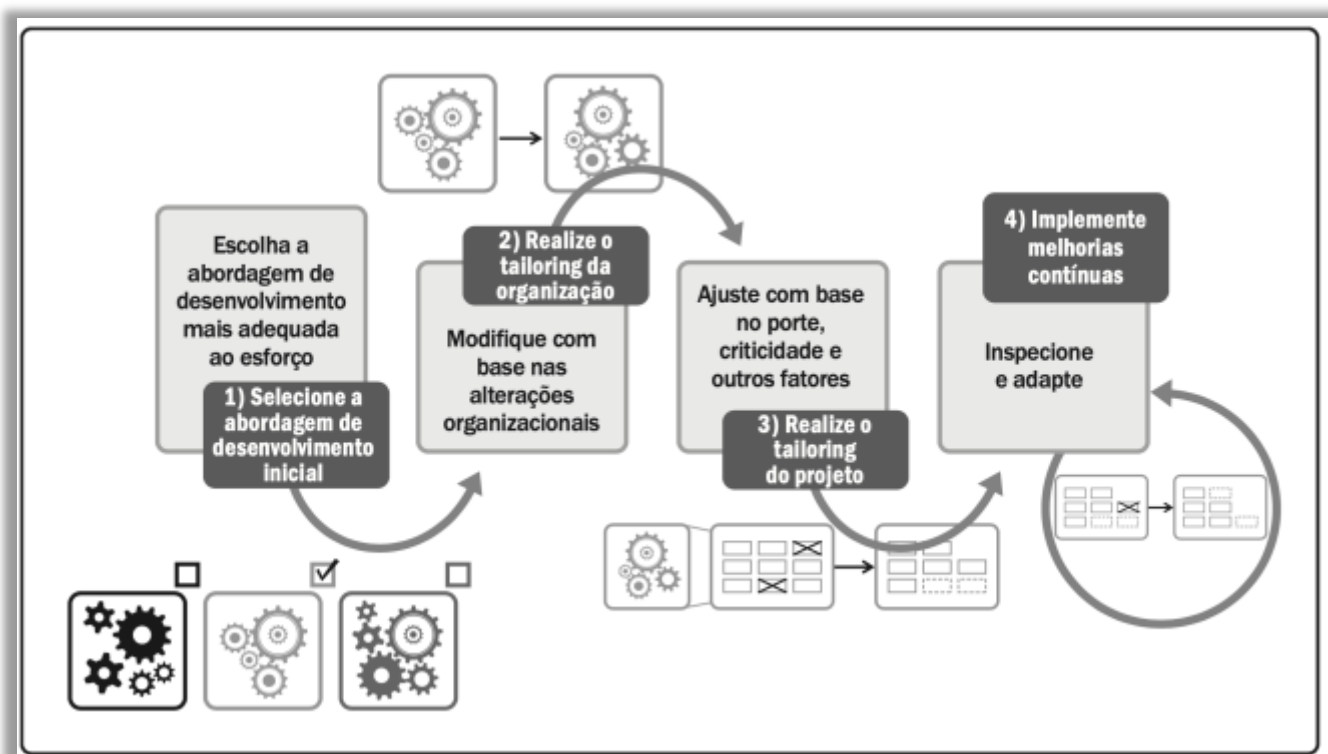 Escolha a
abordagem de
desenvolvimento
mais adequada
ao esforço
1) Selecione a
abordagem de
desenvolvimento
inicial
2) Realize o
tailoring da
organização
Modifique com
base nas
alterações
organizacionais
Ajuste com base
no porte,
criticidade e
outros fatores
3) Realize o
tailoring
do projeto
4) Implemente
melhorias
contínuas
Inspecione
e adapte